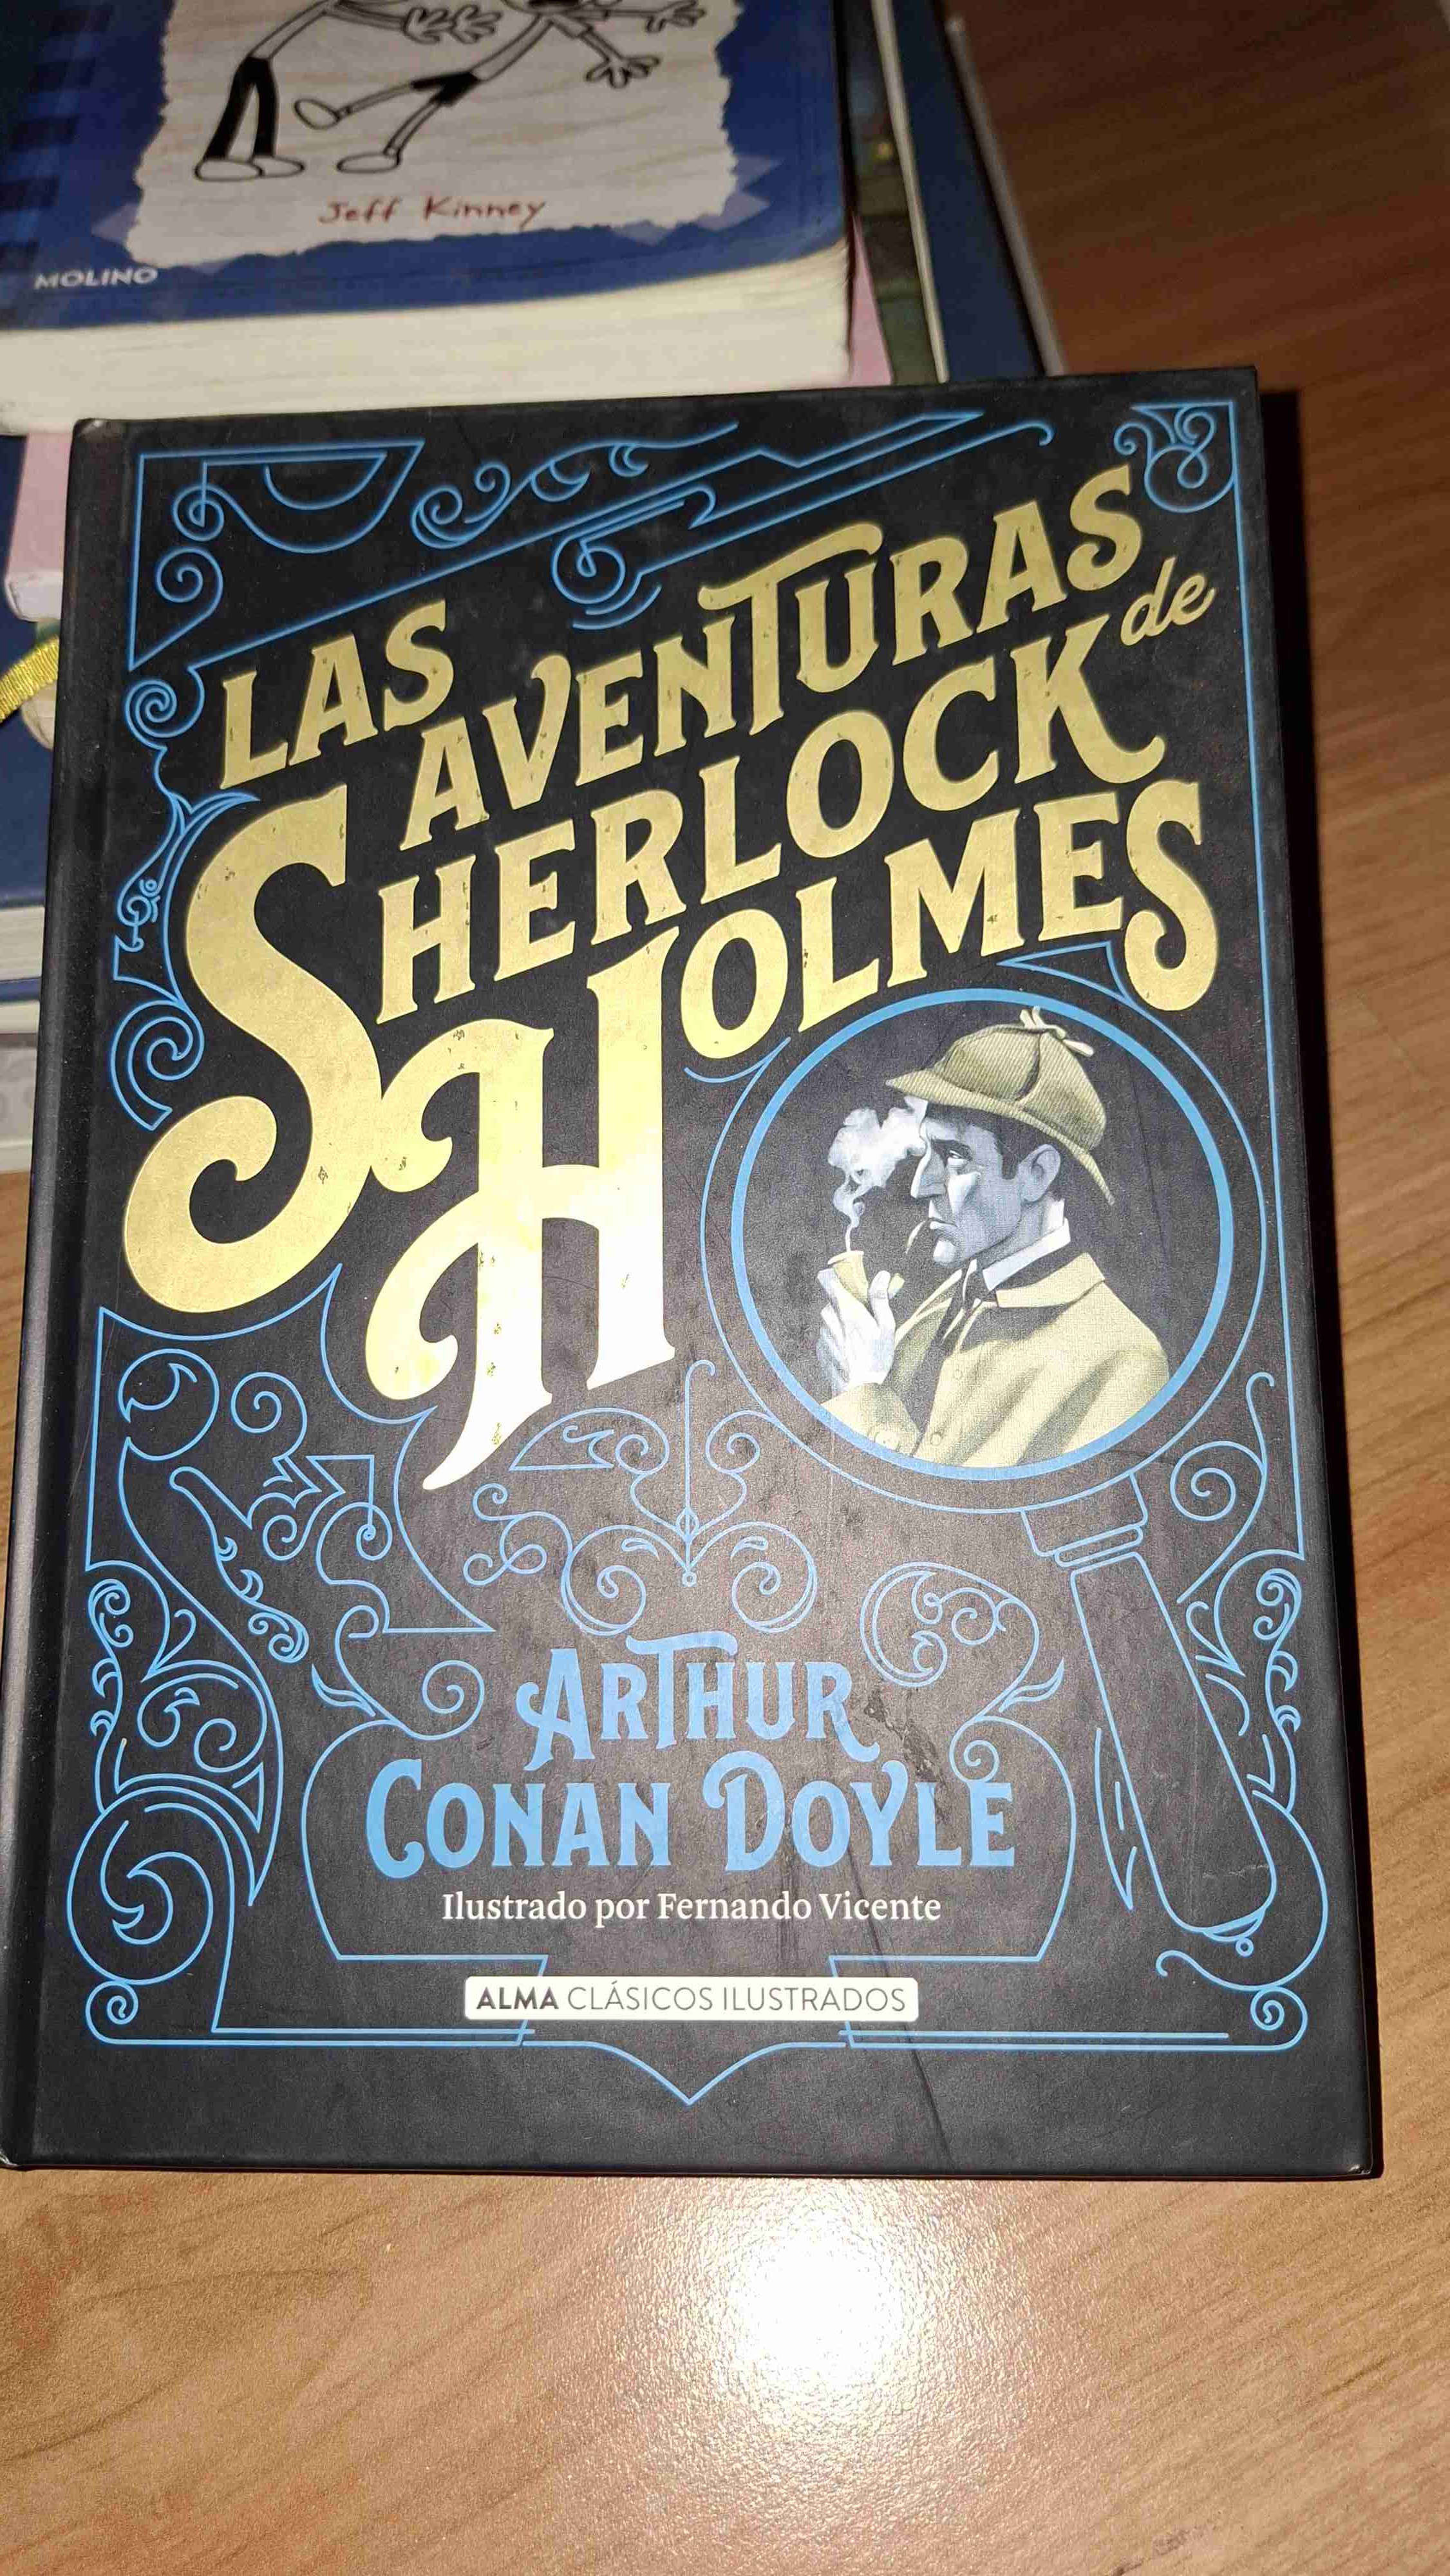 Jeff Kinney
MOLINO
LAS
AVENTURAS
de
SHERLOCK
HOLMES
ARTHUR
CONAN DOYLE
Ilustrado por Fernando Vicente
ALMA CLÁSICOS ILUSTRADOS